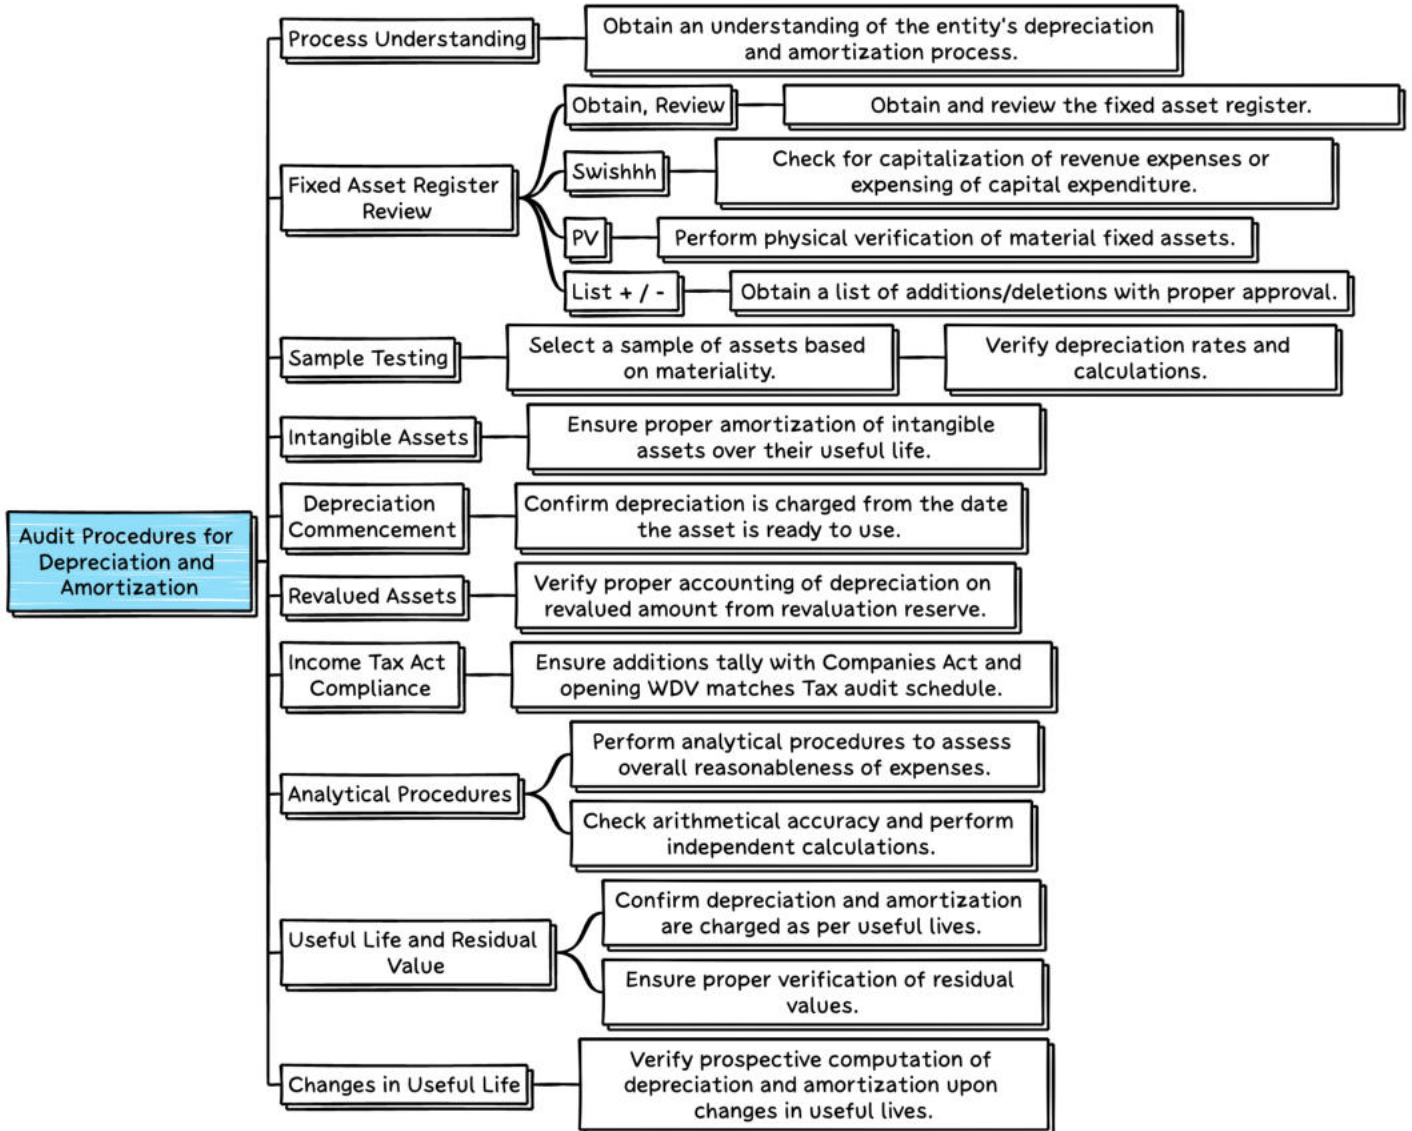 Process Understanding
Obtain an understanding of the entity's depreciation
and amortization process.
Obtain, Review
Obtain and review the fixed asset register.
Fixed Asset Register
Review
Swishhh
Check for capitalization of revenue expenses or
expensing of capital expenditure.
PV
Perform physical verification of material fixed assets.
List + / -
Obtain a list of additions/deletions with proper approval.
Sample Testing
Select a sample of assets based
on materiality.
Verify depreciation rates and
calculations.
Intangible Assets
Ensure proper amortization of intangible
assets over their useful life.
Audit Procedures for
Depreciation and
Amortization
Depreciation
Commencement
Confirm depreciation is charged from the date
the asset is ready to use.
Revalued Assets
Verify proper accounting of depreciation on
revalued amount from revaluation reserve.
Income Tax Act
Compliance
Ensure additions tally with Companies Act and
opening WDV matches Tax audit schedule.
Analytical Procedures
Perform analytical procedures to assess
overall reasonableness of expenses.
Check arithmetical accuracy and perform
independent calculations.
Useful Life and Residual
Value
Confirm depreciation and amortization
are charged as per useful lives.
Ensure proper verification of residual
values.
Changes in Useful Life
Verify prospective computation of
depreciation and amortization upon
changes in useful lives.